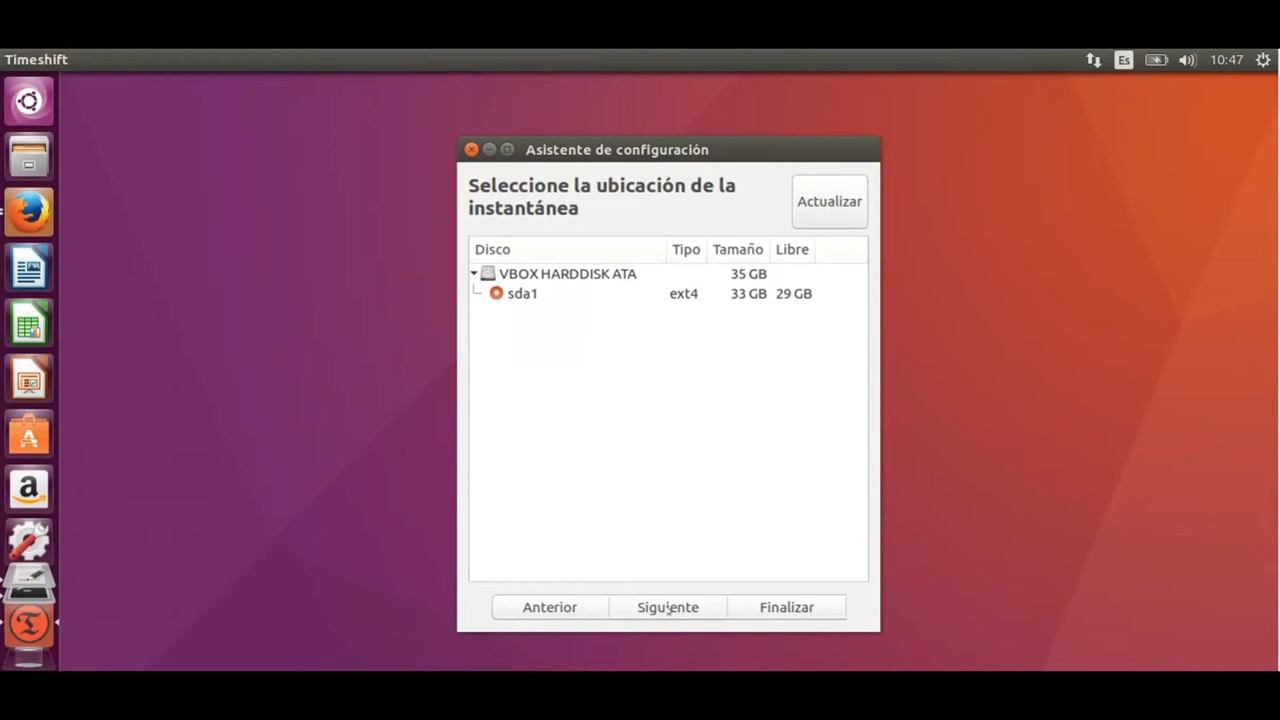 Timeshift
Es
10:47
Asistente de configuración
Seleccione la ubicación de la
instantánea
Actualizar
Disco Tipo Tamaño Libre
VBOX HARDDISK ATA 35 GB
sda1 ext4 33 GB 29 GB
Anterior Siguiente Finalizar